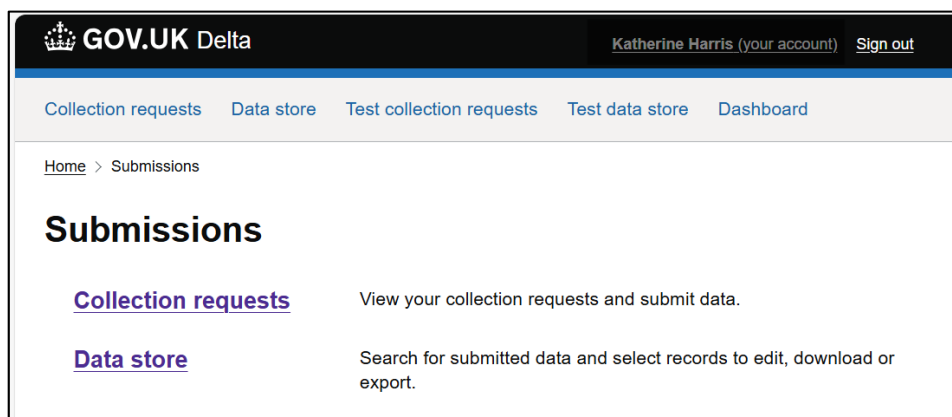 GOV.UK Delta
Katherine Harris (your account) Sign out
Collection requests Data store Test collection requests Test data store Dashboard
Home > Submissions
Submissions
Collection requests View your collection requests and submit data.
Data store Search for submitted data and select records to edit, download or
export.